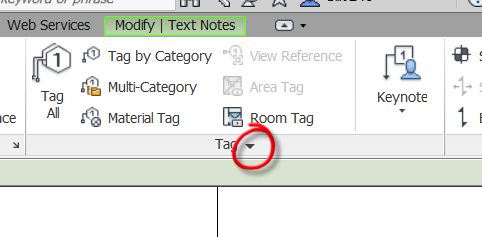 keyword or phrase
Web Services Modify | Text Notes
Tag by Category View Reference
Tag All Multi-Category Area Tag Keynote
Material Tag Room Tag
Tag